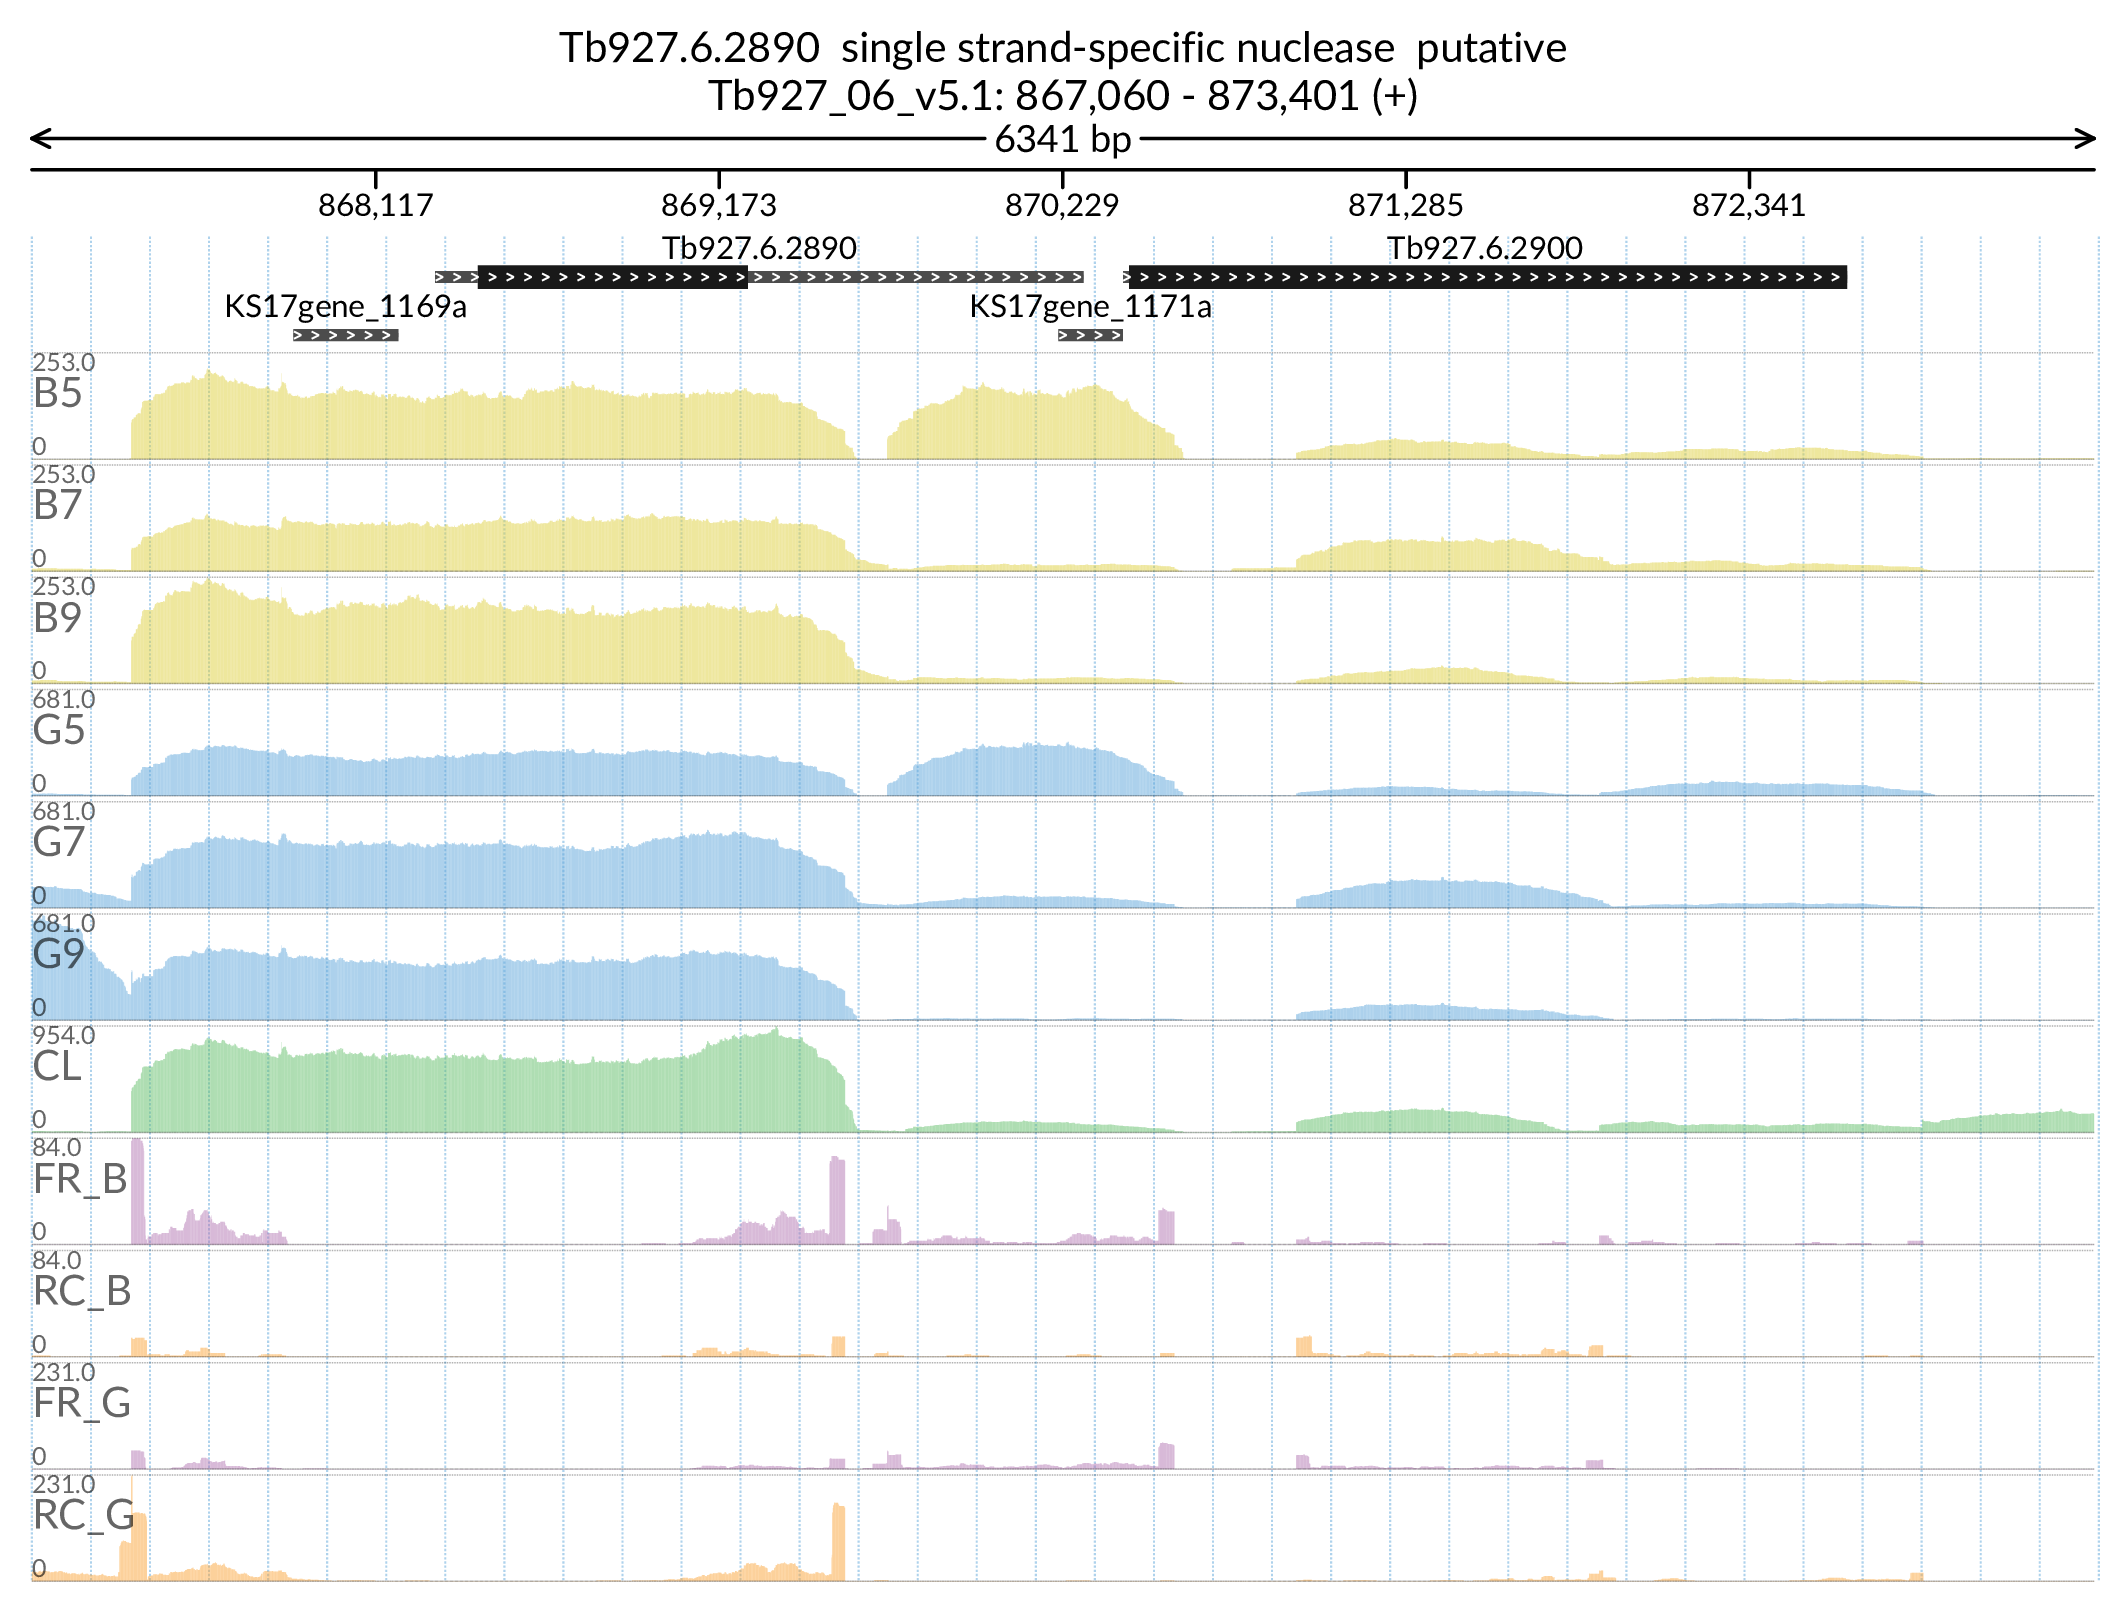 Tb927.6.2890  single strand-specific nuclease  putative
Tb927_06_v5.1: 867,060 - 873,401 (+)
6341 bp
868,117 869,173 870,229 871,285 872,341
Tb927.6.2890 Tb927.6.2900
KS17gene_1169a KS17gene_1171a
253.0
B5
0
253.0
B7
0
253.0
B9
0
681.0
G5
0
681.0
G7
0
681.0
G9
0
954.0
CL
0
84.0
FR_B
0
84.0
RC_B
0
231.0
FR_G
0
231.0
RC_G
0